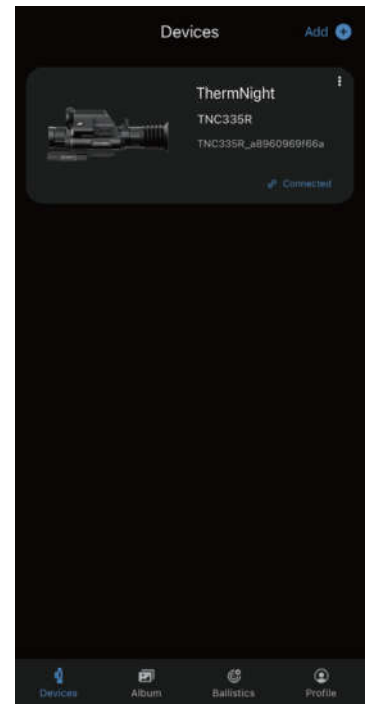 Devices
Add
ThermNight
TNC335R
TNC335R_a8960969f66a
Connected
Devices
Album
Ballistics
Profile